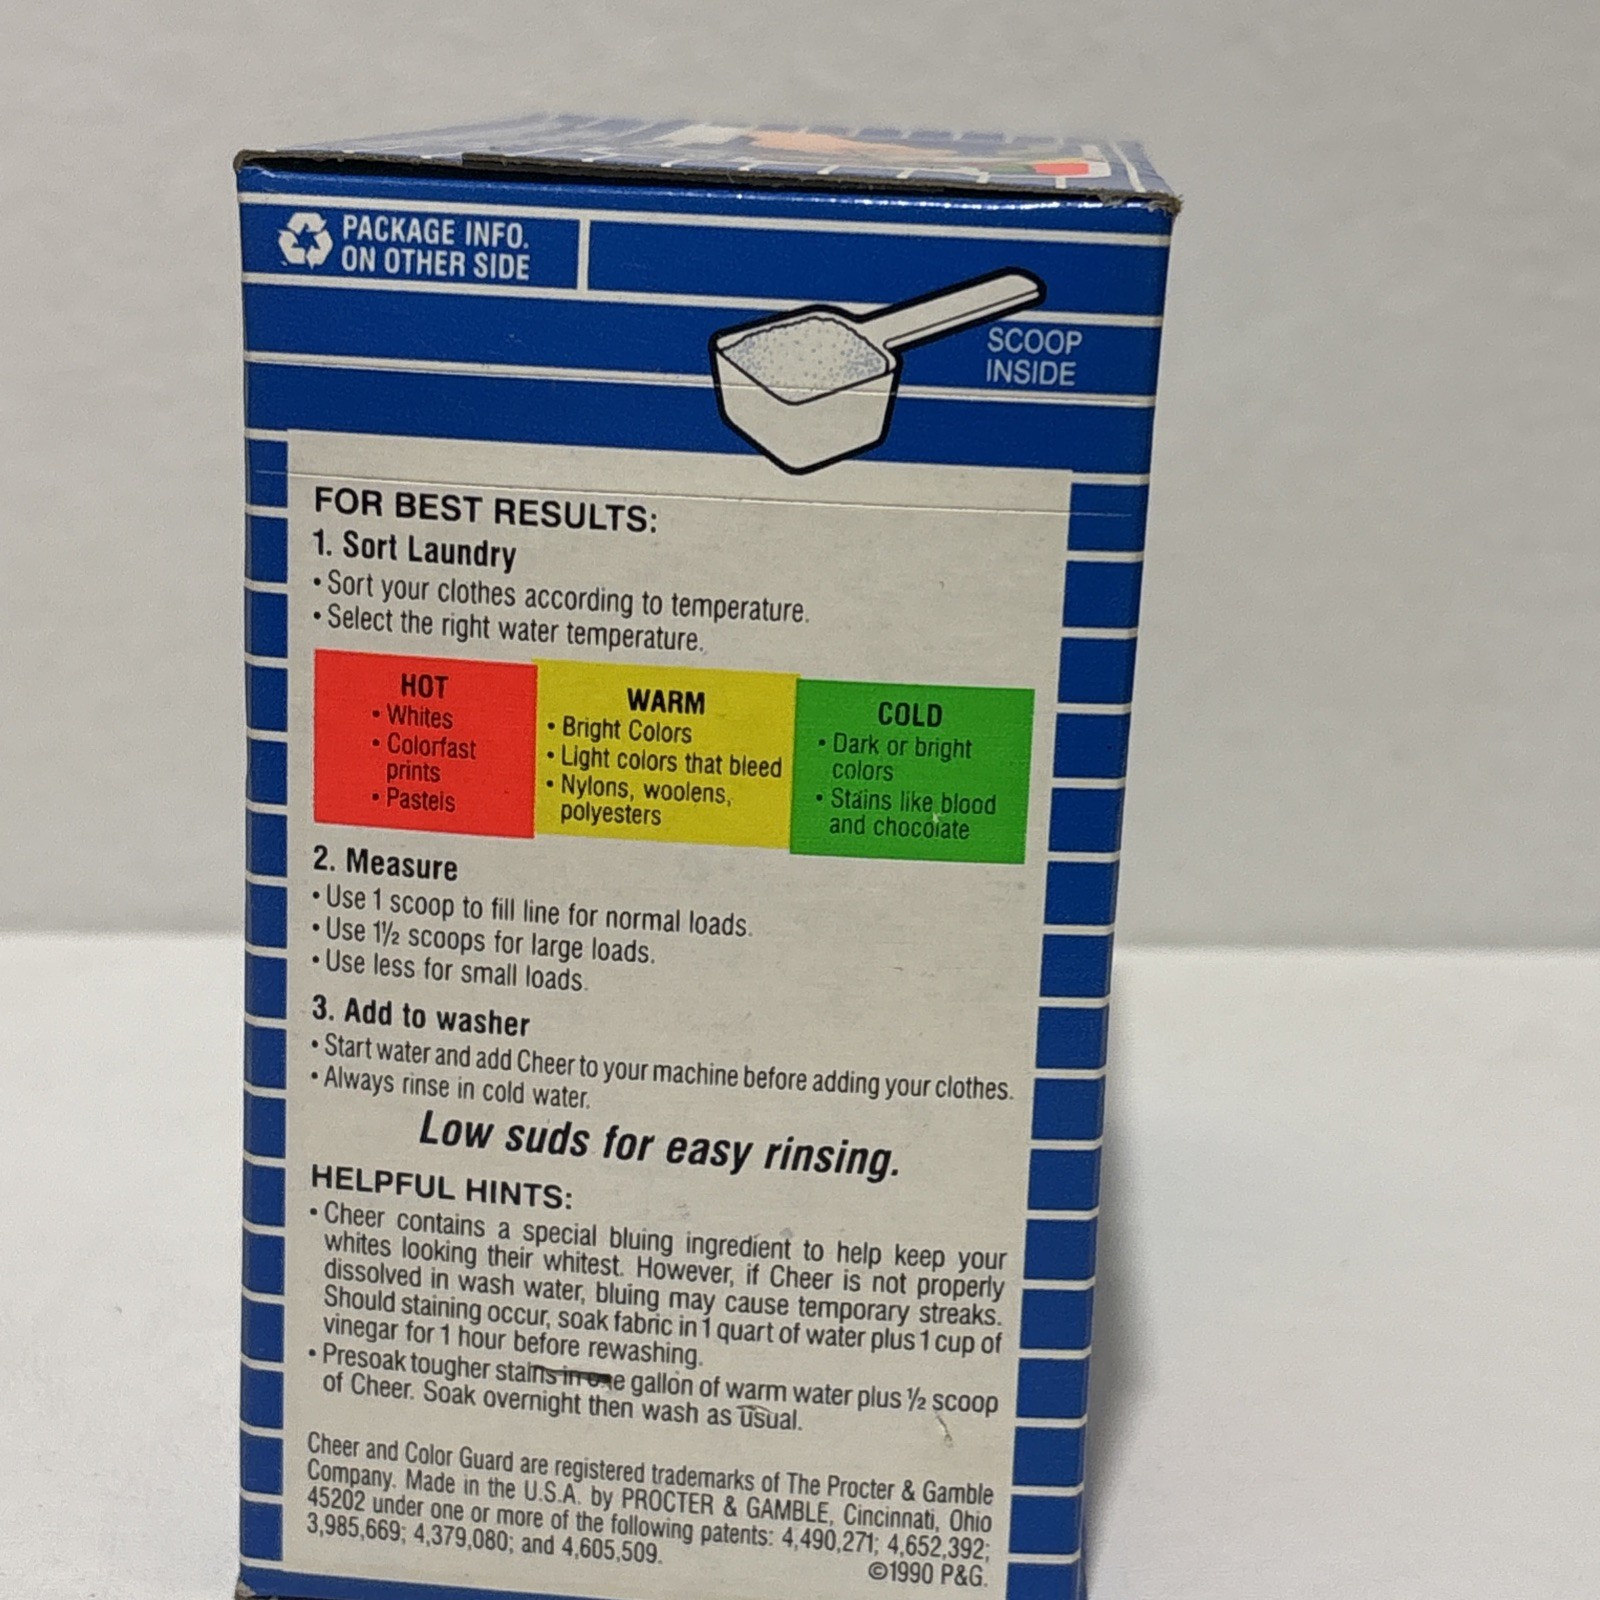 PACKAGE INFO.
ON OTHER SIDE
SCOOP
INSIDE
FOR BEST RESULTS:
1. Sort Laundry
• Sort your clothes according to temperature.
• Select the right water temperature.
HOT
• Whites
• Colorfast
prints
• Pastels
WARM
• Bright Colors
• Light colors that bleed
• Nylons, woolens,
polyesters
COLD
• Dark or bright
colors
• Stains like blood
and chocolate
2. Measure
• Use 1 scoop to fill line for normal loads.
• Use 1½ scoops for large loads.
• Use less for small loads.
3. Add to washer
• Start water and add Cheer to your machine before adding your clothes.
• Always rinse in cold water.
Low suds for easy rinsing.
HELPFUL HINTS:
• Cheer contains a special bluing ingredient to help keep your
whites looking their whitest. However, if Cheer is not properly
dissolved in wash water, bluing may cause temporary streaks.
Should staining occur, soak fabric in 1 quart of water plus 1 cup of
vinegar for 1 hour before rewashing.
• Presoak tougher stains in one gallon of warm water plus ½ scoop
of Cheer. Soak overnight then wash as usual.
Cheer and Color Guard are registered trademarks of The Procter & Gamble
Company. Made in the U.S.A. by PROCTER & GAMBLE, Cincinnati, Ohio
45202 under one or more of the following patents: 4,490,271; 4,652,392;
3,985,669; 4,379,080; and 4,605,509.
©1990 P&G.